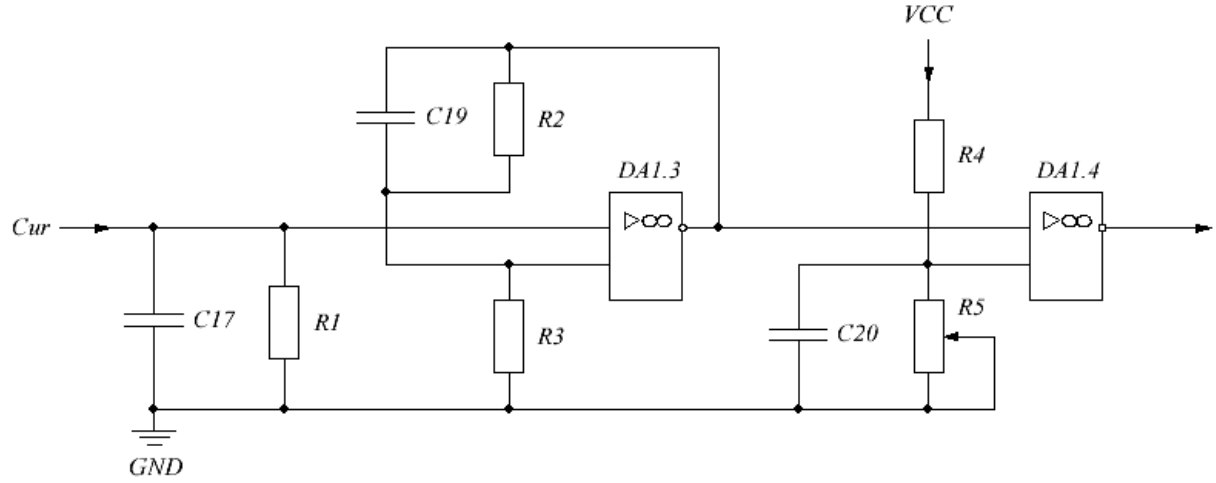 VCC
C19
R2
R4
DA1.3
DA1.4
▷∞
▷∞
Cur
C17
R1
R3
C20
R5
GND